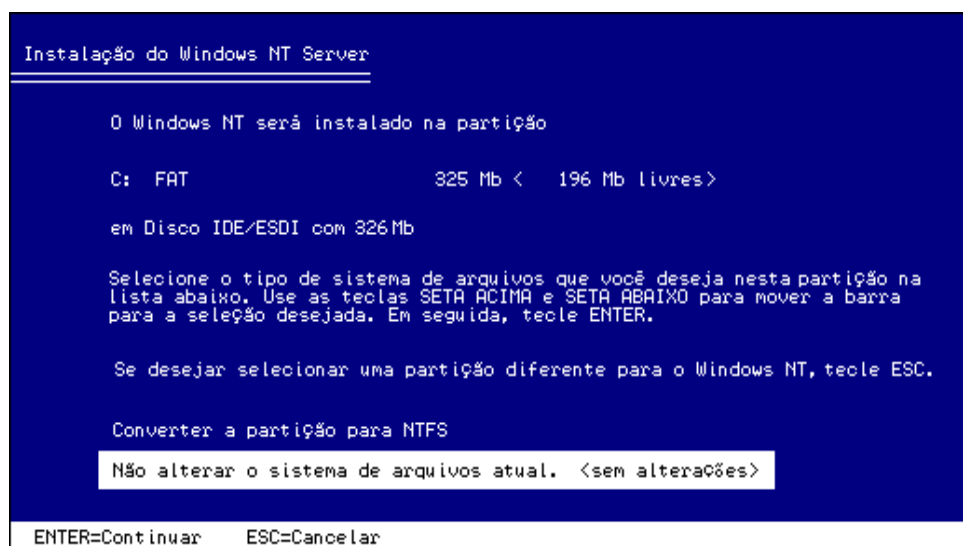 Instalação do Windows NT Server
O Windows NT será instalado na partição
C: FAT 325 Mb < 196 Mb livres>
em Disco IDE/ESDI com 326 Mb
Selecione o tipo de sistema de arquivos que você deseja nesta partição na
lista abaixo. Use as teclas SETA ACIMA e SETA ABAIXO para mover a barra
para a seleção desejada. Em seguida, tecle ENTER.
Se desejar selecionar uma partição diferente para o Windows NT, tecle ESC.
Converter a partição para NTFS
Não alterar o sistema de arquivos atual. <sem alterações>
ENTER=Continuar ESC=Cancelar